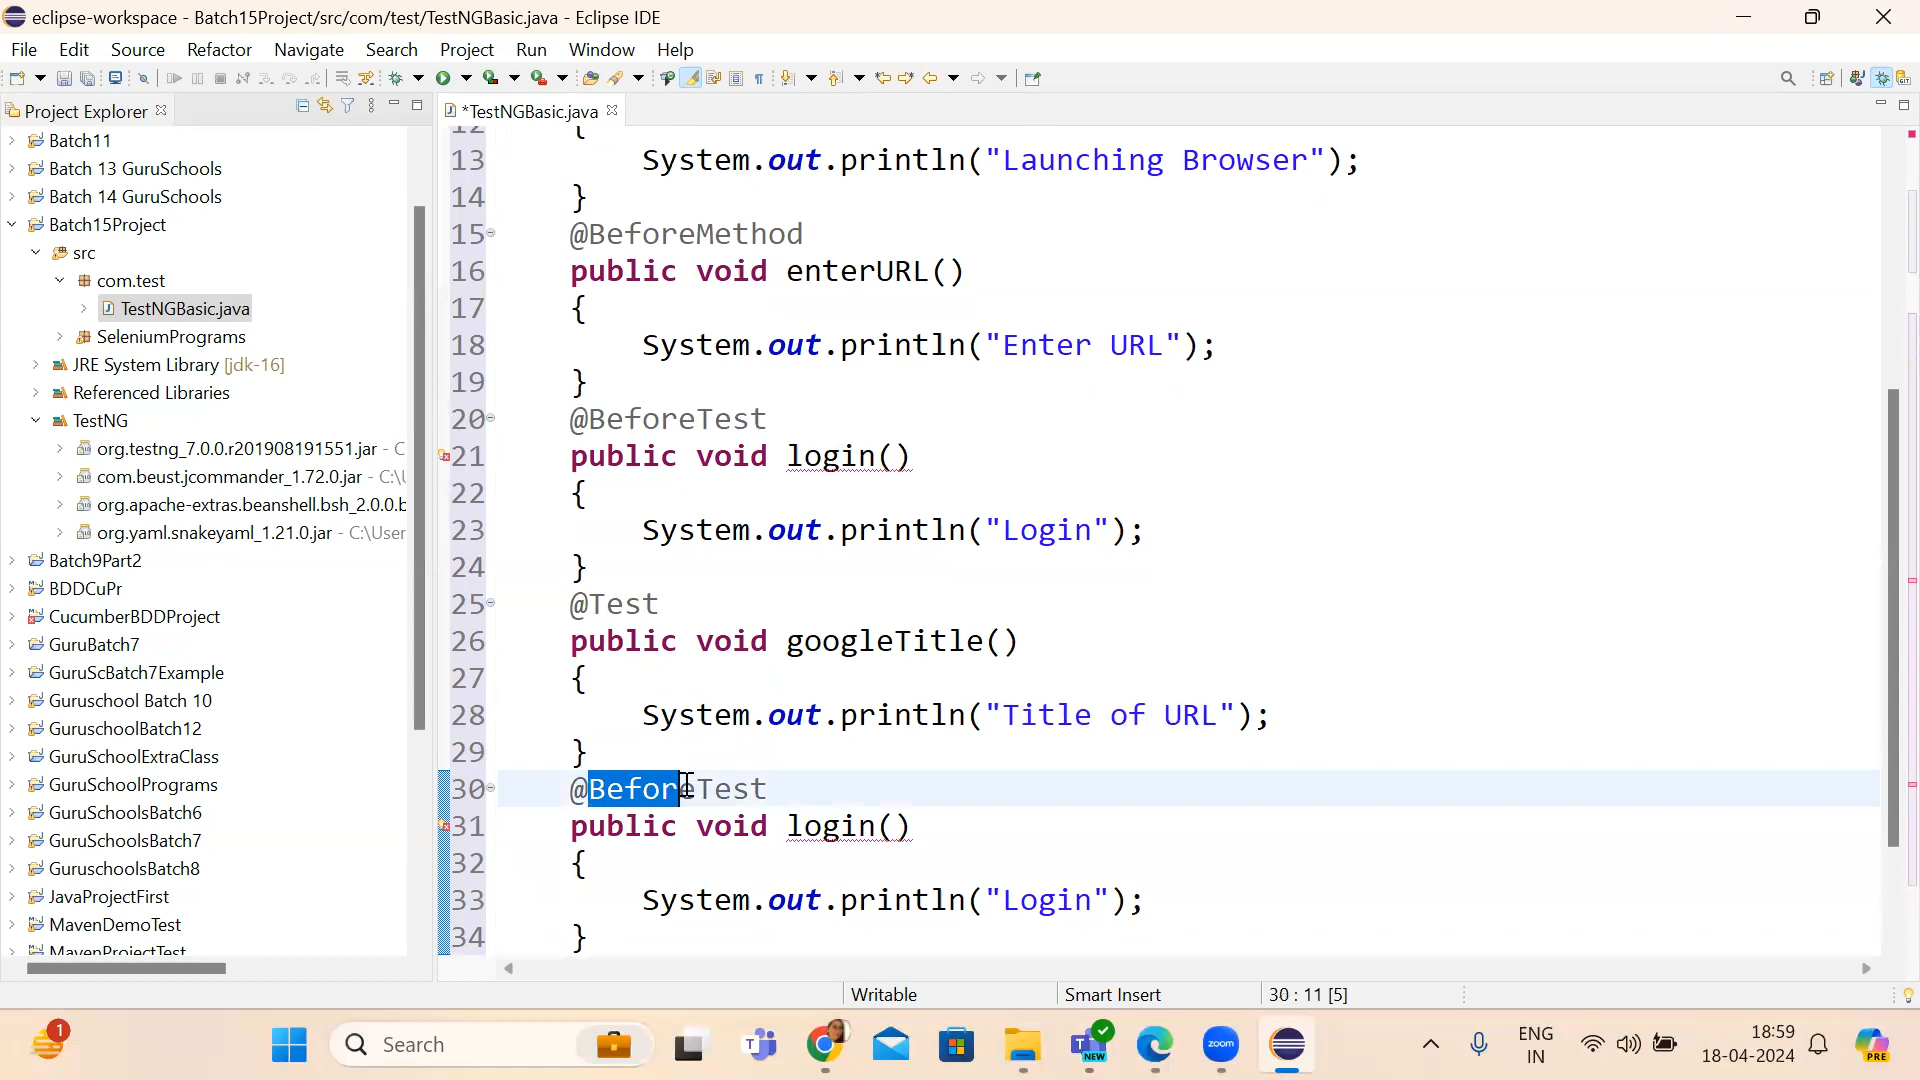 eclipse-workspace - Batch15Project/src/com/test/TestNGBasic.java - Eclipse IDE
File Edit Source Refactor Navigate Search Project Run Window Help
Project Explorer
*TestNGBasic.java
Batch11
Batch 13 GuruSchools
Batch 14 GuruSchools
Batch15Project
src
com.test
TestNGBasic.java
SeleniumPrograms
JRE System Library [jdk-16]
Referenced Libraries
TestNG
org.testng_7.0.0.r201908191551.jar - C
com.beust.jcommander_1.72.0.jar - C:\U
org.apache-extras.beanshell.bsh_2.0.0.b
org.yaml.snakeyaml_1.21.0.jar - C:\User
Batch9Part2
BDDCuPr
CucumberBDDProject
GuruBatch7
GuruScBatch7Example
Guruschool Batch 10
GuruschoolBatch12
GuruSchoolExtraClass
GuruSchoolPrograms
GuruSchoolsBatch6
GuruSchoolsBatch7
GuruschoolsBatch8
JavaProjectFirst
MavenDemoTest
MavenProjectTest
12 {
13 System.out.println("Launching Browser");
14 }
15 @BeforeMethod
16 public void enterURL()
17 {
18 System.out.println("Enter URL");
19 }
20 @BeforeTest
21 public void login()
22 {
23 System.out.println("Login");
24 }
25 @Test
26 public void googleTitle()
27 {
28 System.out.println("Title of URL");
29 }
30 @BeforeTest
31 public void login()
32 {
33 System.out.println("Login");
34 }
Writable Smart Insert 30 : 11 [5]
1 Search NEW zoom ENG IN 18:59 18-04-2024 PRE